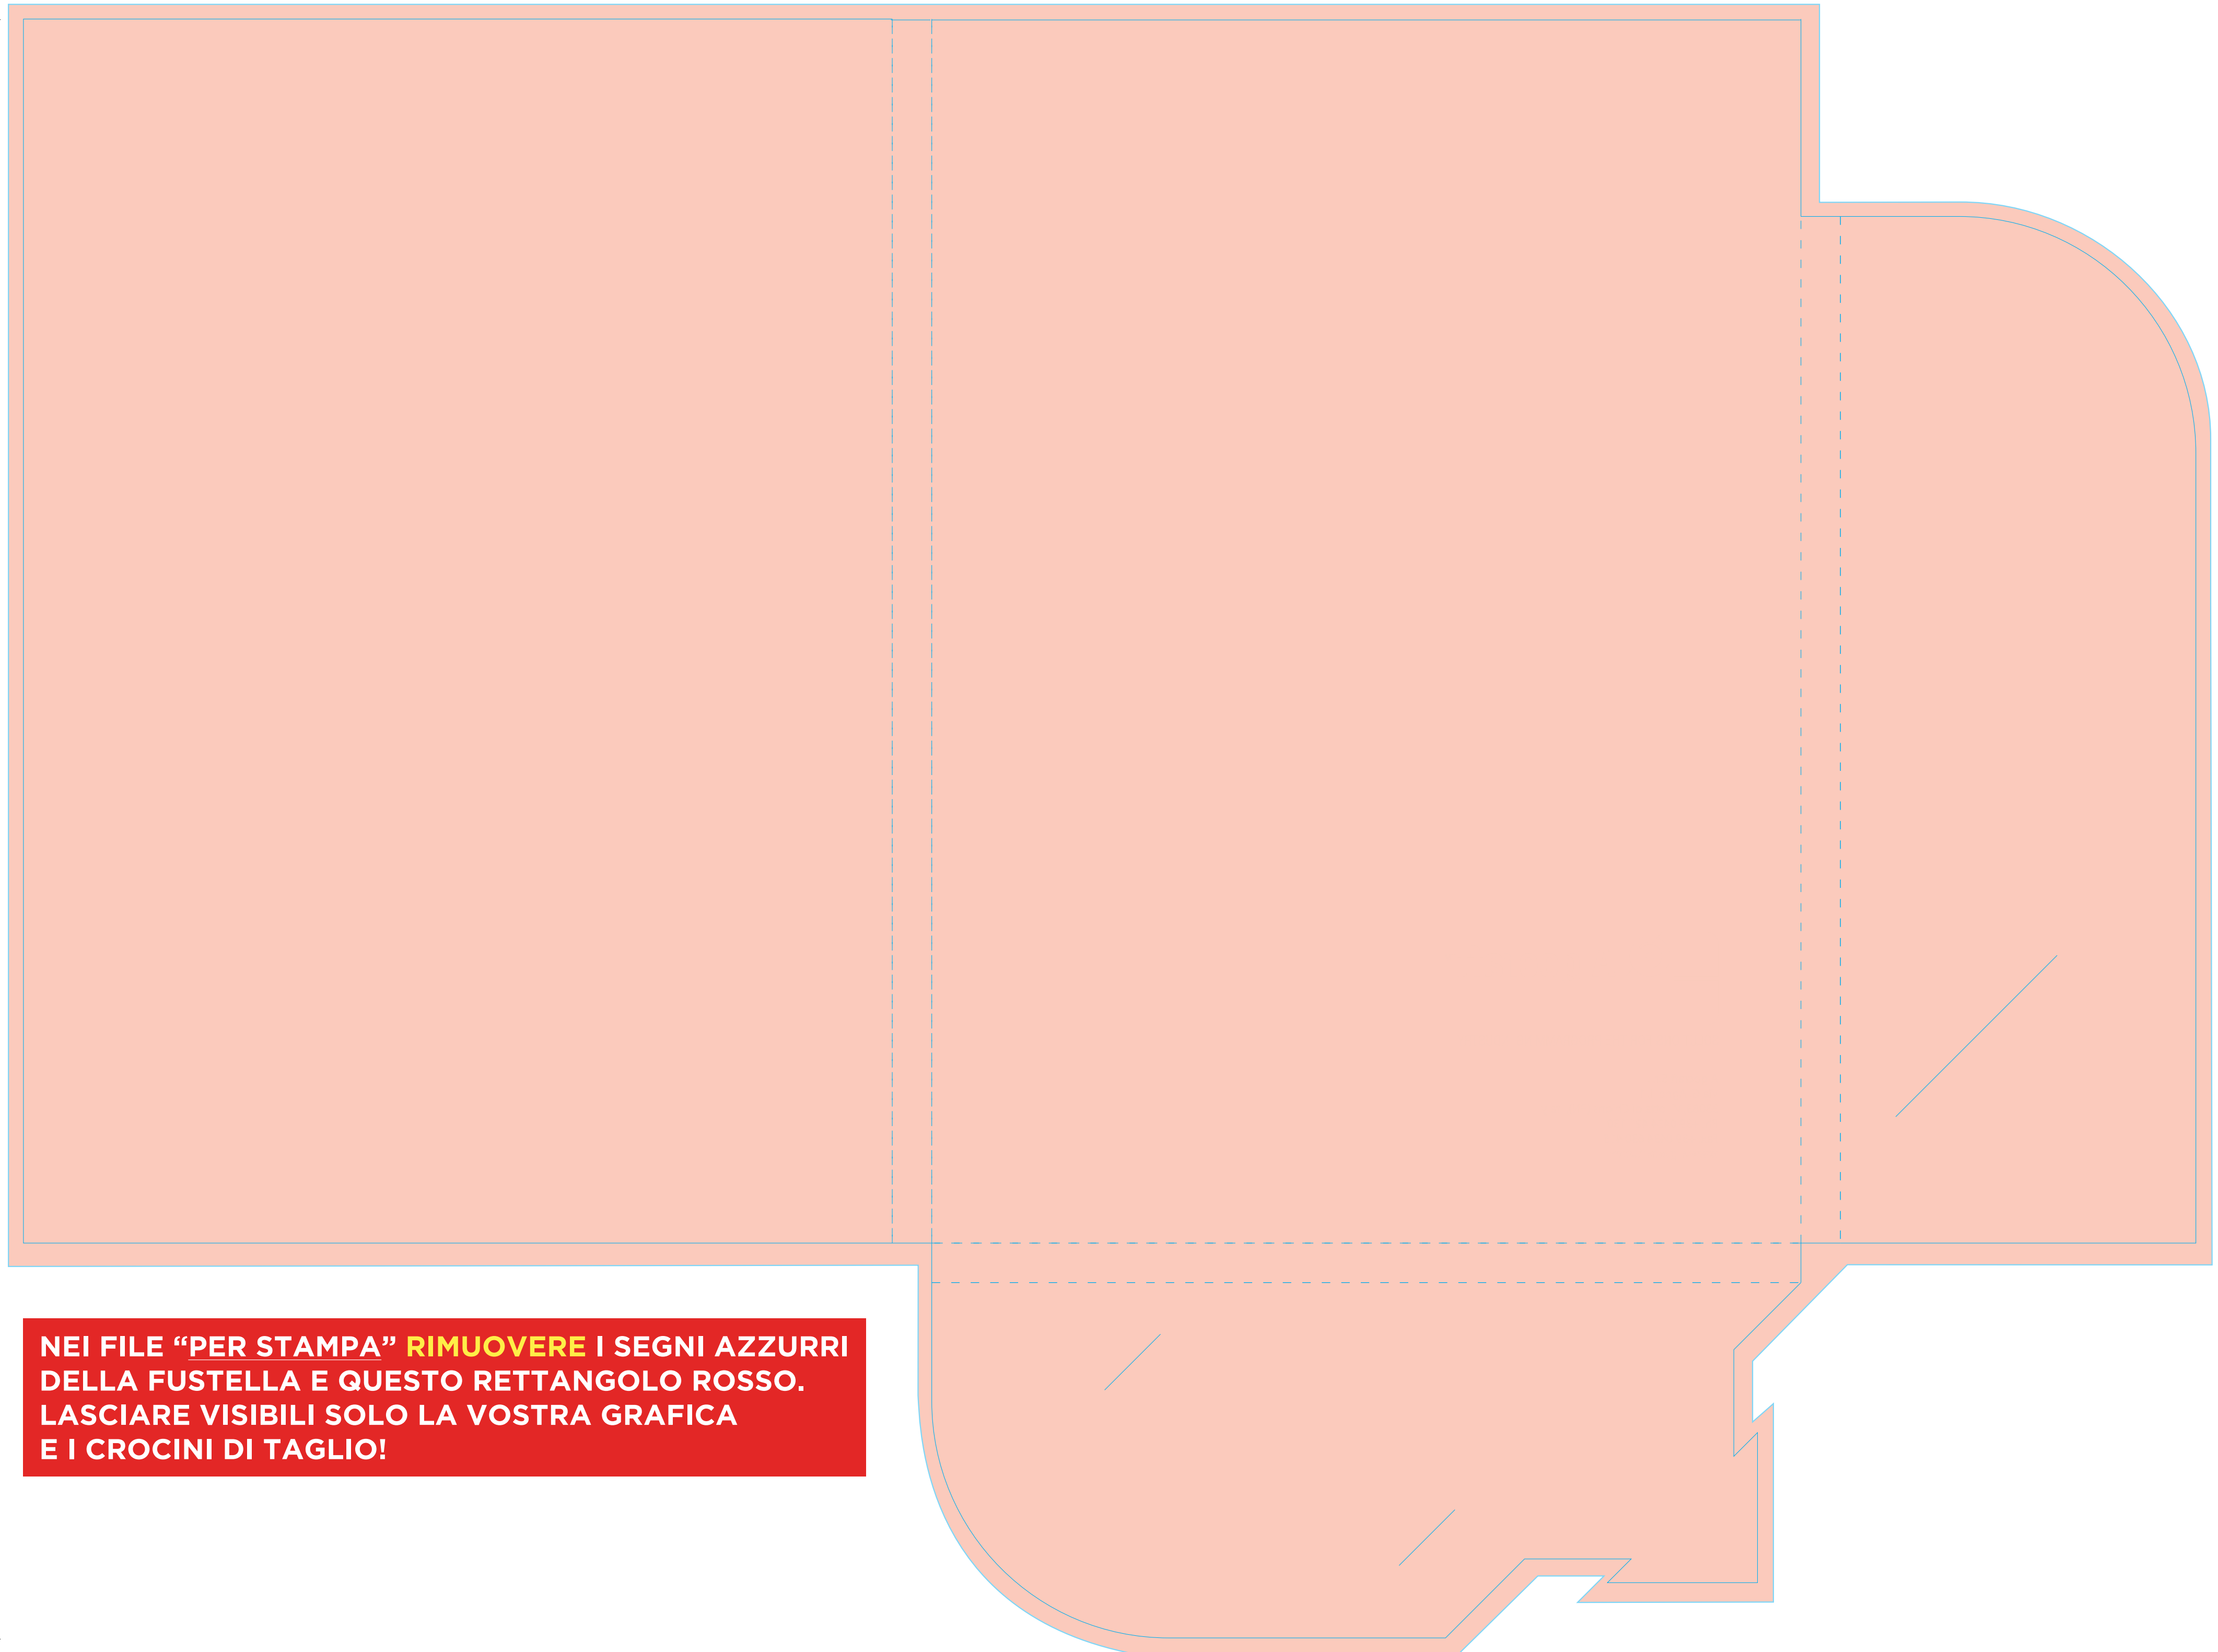 NEI FILE “PER STAMPA” RIMUOVERE I SEGNI AZZURRI
DELLA FUSTELLA E QUESTO RETTANGOLO ROSSO.
LASCIARE VISIBILI SOLO LA VOSTRA GRAFICA
E I CROCINI DI TAGLIO!